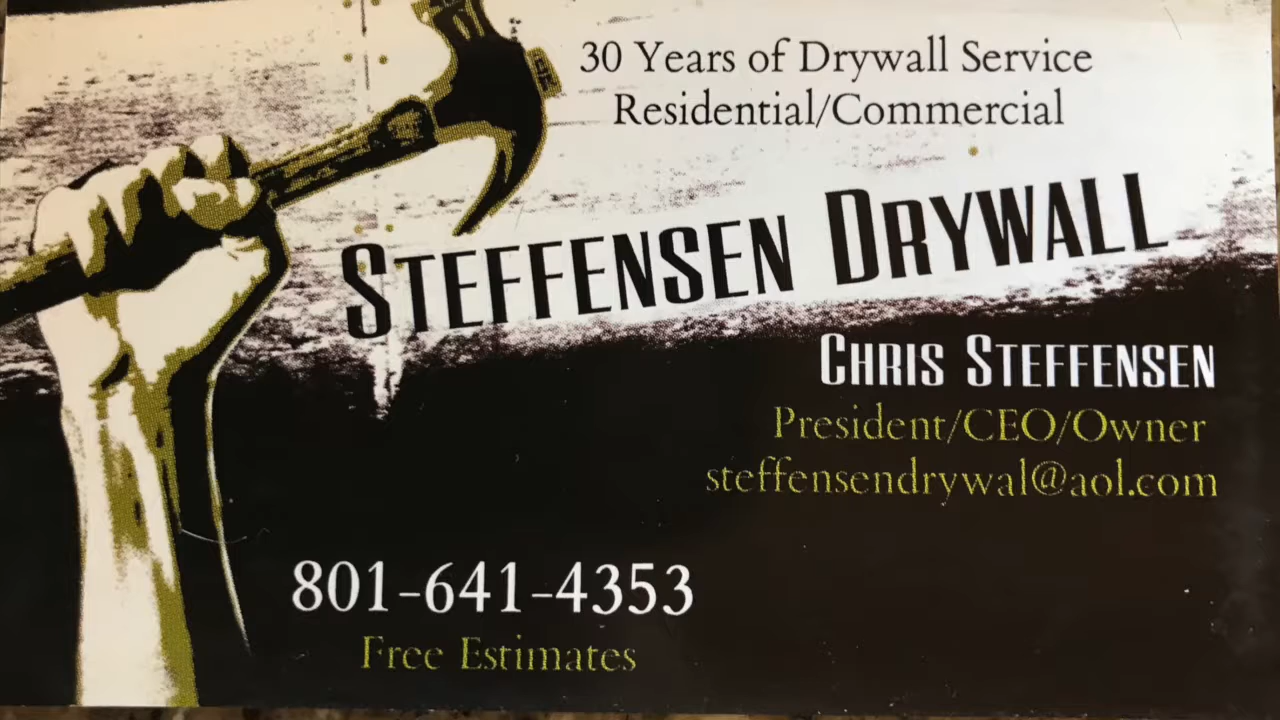 30 Years of Drywall Service
Residential/Commercial
STEFFENSEN DRYWALL
CHRIS STEFFENSEN
President/CEO/Owner
steffensendrywal@aol.com
801-641-4353
Free Estimates